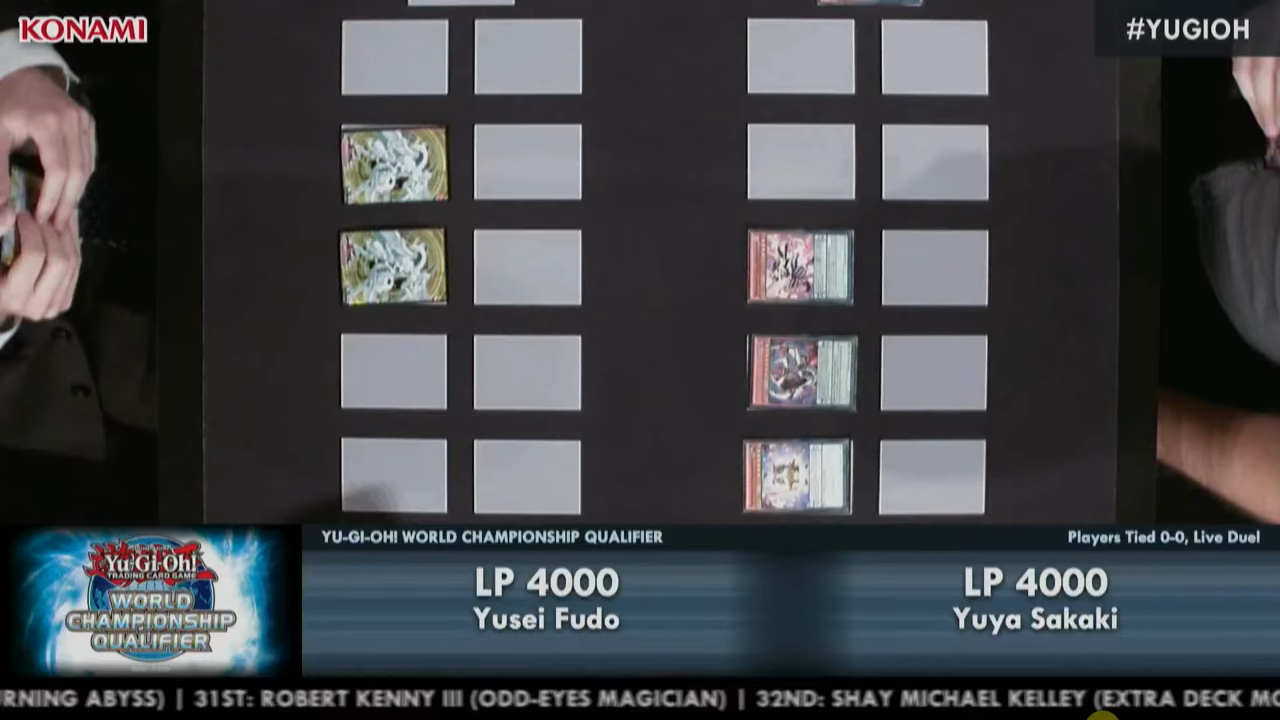 KONAMI
#YUGIOH
YU-GI-OH! WORLD CHAMPIONSHIP QUALIFIER
Players Tied 0-0, Live Duel
Yu-Gi-Oh!
TRADING CARD GAME
WORLD
CHAMPIONSHIP
QUALIFIER
LP 4000
Yusei Fudo
LP 4000
Yuya Sakaki
RNING ABYSS) | 31ST: ROBERT KENNY III (ODD-EYES MAGICIAN) | 32ND: SHAY MICHAEL KELLEY (EXTRA DECK MO